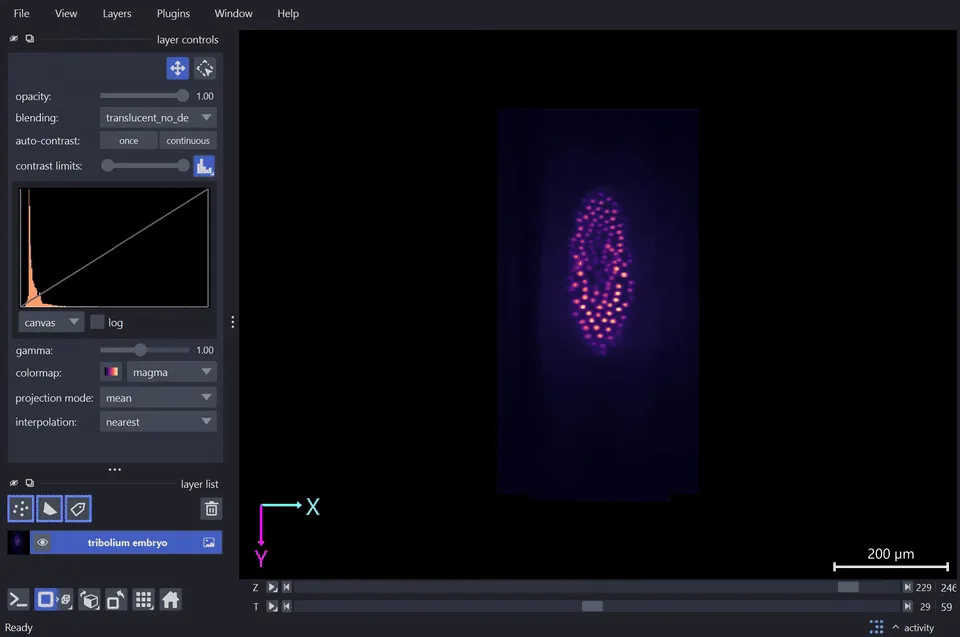 File View Layers Plugins Window Help
layer controls
opacity: 1.00
blending: translucent_no_de
auto-contrast: once continuous
contrast limits:
canvas log
gamma: 1.00
colormap: magma
projection mode: mean
interpolation: nearest
layer list
tribolium embryo
X
Y
200 μm
Z 229 246
T 29 59
Ready
activity